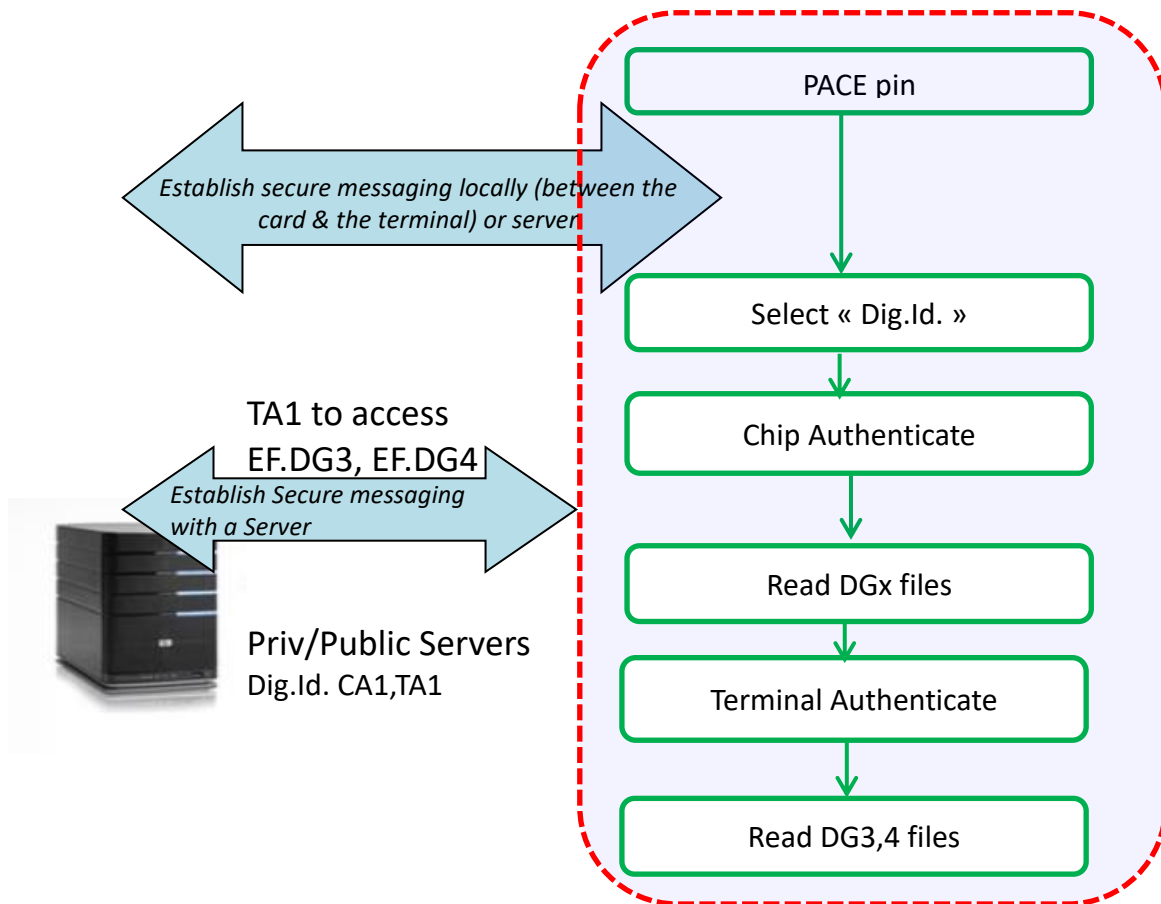 PACE pin
Establish secure messaging locally (between the
card & the terminal) or server
Select « Dig.Id. »
TA1 to access
EF.DG3, EF.DG4
Chip Authenticate
Establish Secure messaging
with a Server
Read DGx files
Priv/Public Servers
Dig.Id. CA1,TA1
Terminal Authenticate
Read DG3,4 files